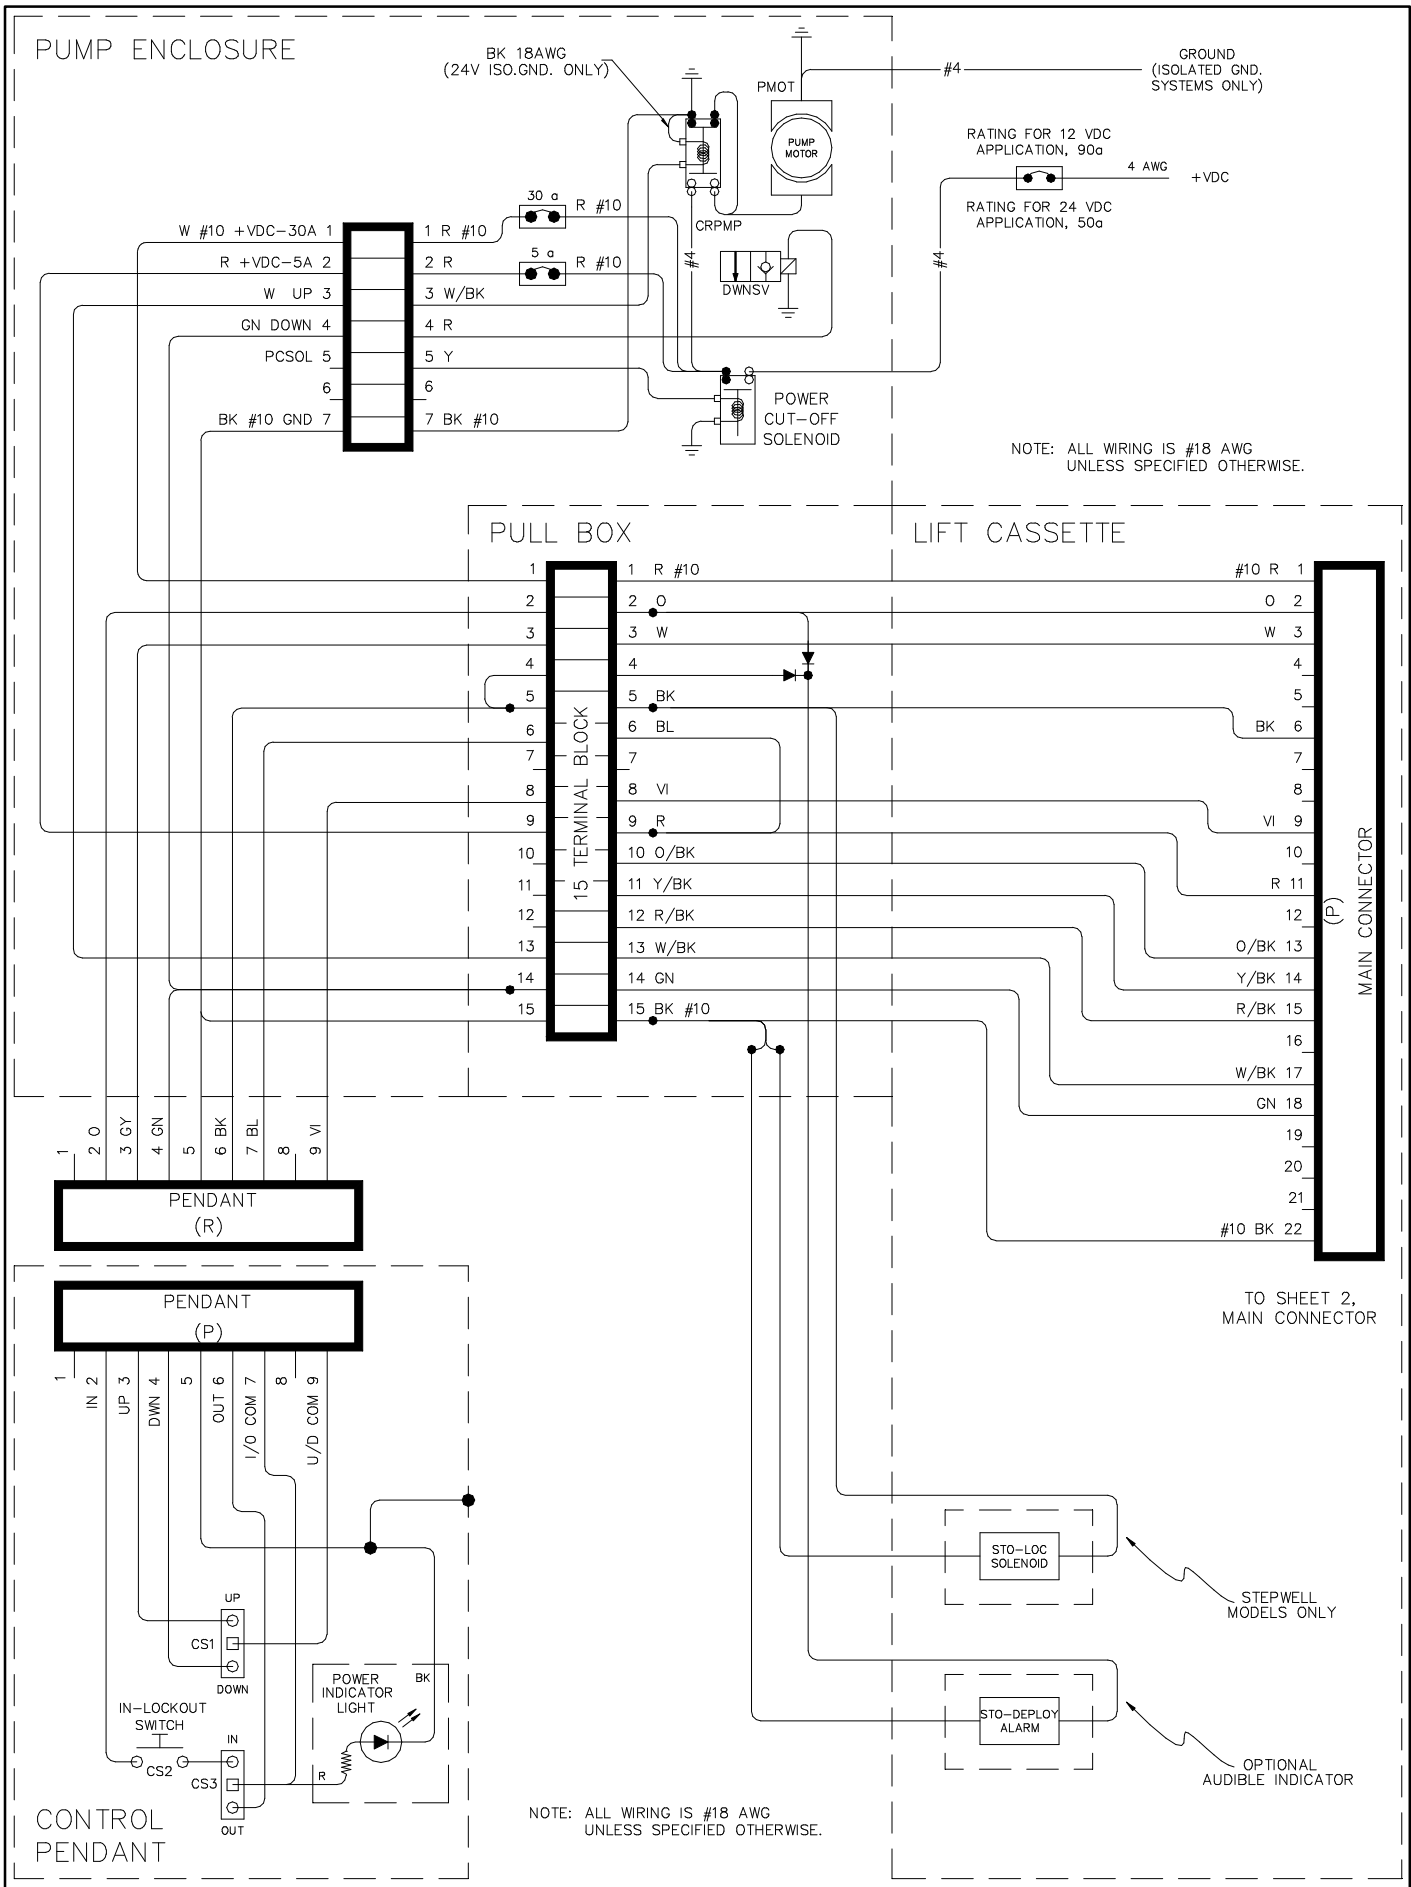 PUMP ENCLOSURE
BK 18AWG
(24V ISO.GND. ONLY)
PMOT
#4
GROUND
(ISOLATED GND.
SYSTEMS ONLY)
PUMP
MOTOR
RATING FOR 12 VDC
APPLICATION, 90a
4 AWG
+VDC
RATING FOR 24 VDC
APPLICATION, 50a
30 a
R #10
CRPMP
5 a
R #10
#4
#4
DWNSV
W #10 +VDC-30A 1
R +VDC-5A 2
W UP 3
GN DOWN 4
PCSOL 5
6
BK #10 GND 7
1 R #10
2 R
3 W/BK
4 R
5 Y
6
7 BK #10
POWER
CUT-OFF
SOLENOID
NOTE: ALL WIRING IS #18 AWG
UNLESS SPECIFIED OTHERWISE.
PULL BOX
LIFT CASSETTE
1
2
3
4
5
6
7
8
9
10
11
12
13
14
15
15 TERMINAL BLOCK
1 R #10
2 O
3 W
4
5 BK
6 BL
7
8 VI
9 R
10 O/BK
11 Y/BK
12 R/BK
13 W/BK
14 GN
15 BK #10
#10 R 1
O 2
W 3
4
5
BK 6
7
8
VI 9
10
R 11
12
O/BK 13
Y/BK 14
R/BK 15
16
W/BK 17
GN 18
19
20
21
#10 BK 22
(P)
MAIN CONNECTOR
TO SHEET 2,
MAIN CONNECTOR
1
2 O
3 GY
4 GN
5
6 BK
7 BL
8
9 VI
PENDANT
(R)
PENDANT
(P)
1
IN 2
UP 3
DWN 4
5
OUT 6
I/O COM 7
8
U/D COM 9
UP
CS1
DOWN
IN-LOCKOUT
SWITCH
CS2
IN
CS3
OUT
POWER
INDICATOR
LIGHT
BK
R
CONTROL
PENDANT
STO-LOC
SOLENOID
STEPWELL
MODELS ONLY
STO-DEPLOY
ALARM
OPTIONAL
AUDIBLE INDICATOR
NOTE: ALL WIRING IS #18 AWG
UNLESS SPECIFIED OTHERWISE.